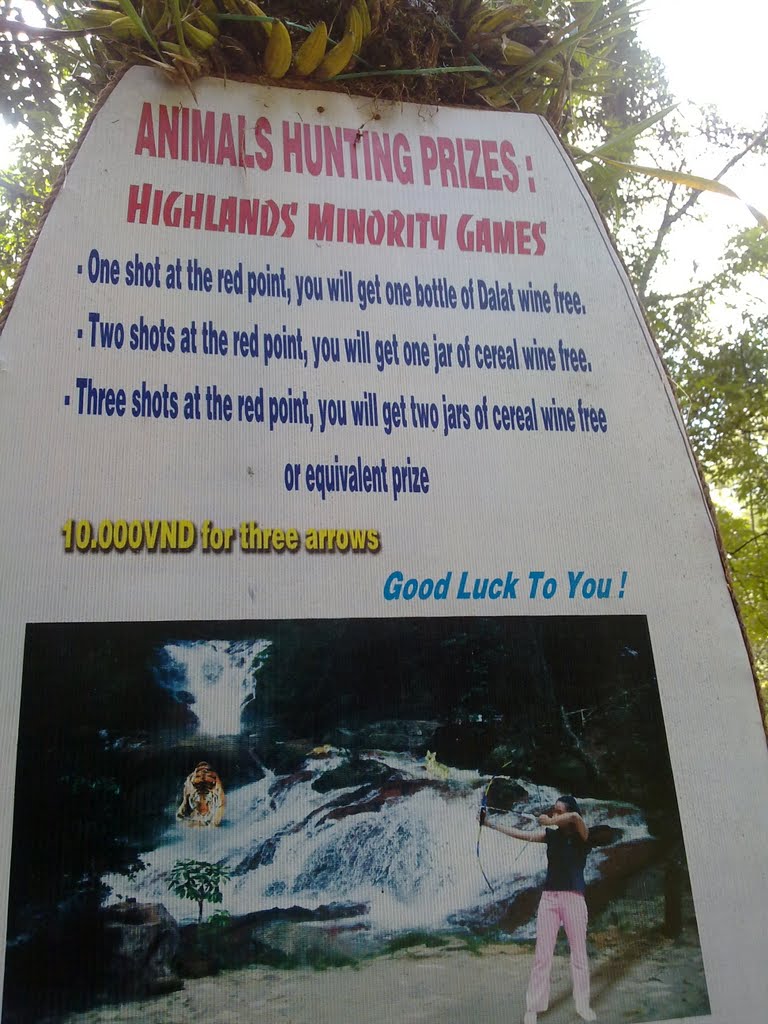 ANIMALS HUNTING PRIZES :
HIGHLANDS MINORITY GAMES
- One shot at the red point, you will get one bottle of Dalat wine free.
- Two shots at the red point, you will get one jar of cereal wine free.
- Three shots at the red point, you will get two jars of cereal wine free
or equivalent prize
10.000VND for three arrows
Good Luck To You !